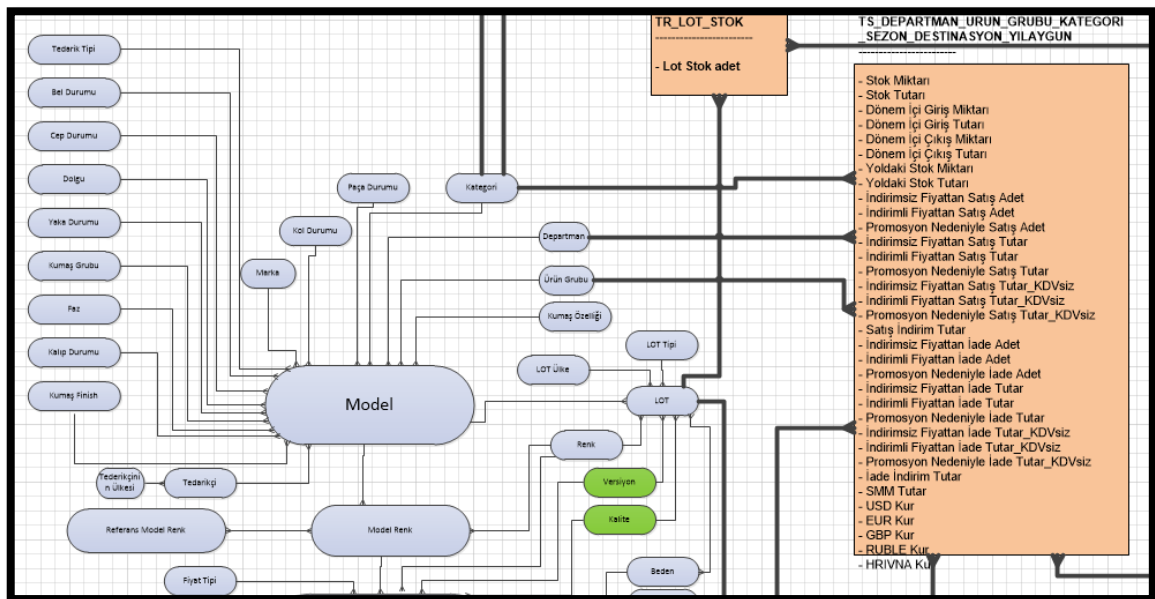 TR_LOT_STOK
- Lot Stok adet
TS_DEPARTMAN_URUN_GRUBU_KATEGORI
_SEZON_DESTINASYON_YILAYGUN
- Stok Miktarı
- Stok Tutarı
- Dönem İçi Giriş Miktarı
- Dönem İçi Giriş Tutarı
- Dönem İçi Çıkış Miktarı
- Dönem İçi Çıkış Tutarı
- Yoldaki Stok Miktarı
- Yoldaki Stok Tutarı
- İndirimsiz Fiyattan Satış Adet
- İndirimli Fiyattan Satış Adet
- Promosyon Nedeniyle Satış Adet
- İndirimsiz Fiyattan Satış Tutar
- İndirimli Fiyattan Satış Tutar
- Promosyon Nedeniyle Satış Tutar
- İndirimsiz Fiyattan Satış Tutar_KDVsiz
- İndirimli Fiyattan Satış Tutar_KDVsiz
- Promosyon Nedeniyle Satış Tutar_KDVsiz
- Satış İndirim Tutar
- İndirimsiz Fiyattan İade Adet
- İndirimli Fiyattan İade Adet
- Promosyon Nedeniyle İade Adet
- İndirimsiz Fiyattan İade Tutar
- İndirimli Fiyattan İade Tutar
- Promosyon Nedeniyle İade Tutar
- İndirimsiz Fiyattan İade Tutar_KDVsiz
- İndirimli Fiyattan İade Tutar_KDVsiz
- Promosyon Nedeniyle İade Tutar_KDVsiz
- İade İndirim Tutar
- SMM Tutar
- USD Kur
- EUR Kur
- GBP Kur
- RUBLE Kur
- HRIVNA Kur
Tedarik Tipi
Bel Durumu
Cep Durumu
Dolgu
Yaka Durumu
Kumaş Grubu
Faz
Kalıp Durumu
Kumaş Finish
Paça Durumu
Kategori
Kol Durumu
Departman
Marka
Ürün Grubu
Kumaş Özelliği
LOT Tipi
LOT Ülke
Model
LOT
Renk
Tederikçini
n Ülkesi
Tedarikçi
Versiyon
Kalite
Referans Model Renk
Model Renk
Fiyat Tipi
Beden